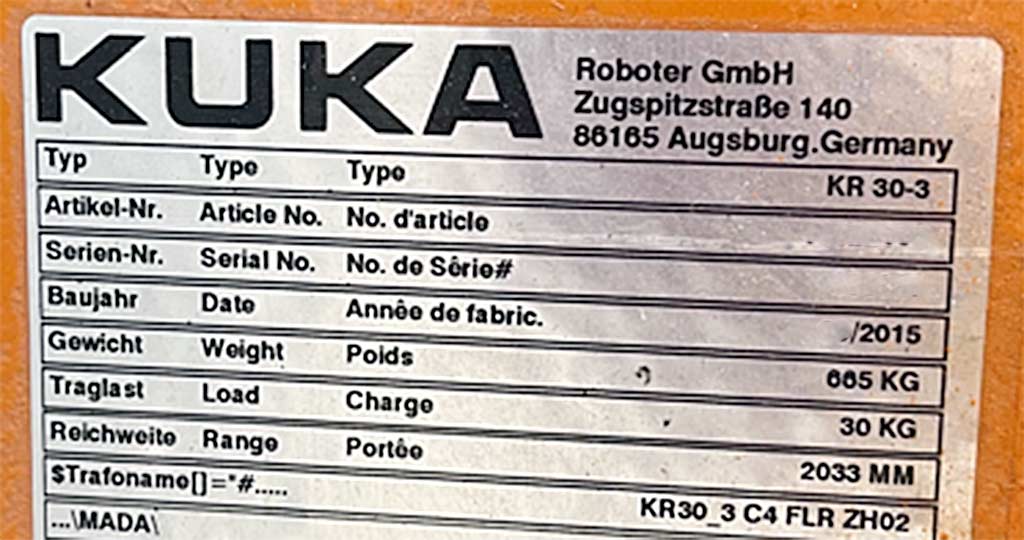 KUKA
Roboter GmbH
Zugspitzstraße 140
86165 Augsburg.Germany
Typ Type Type KR 30-3
Artikel-Nr. Article No. No. d'article
Serien-Nr. Serial No. No. de Sêrie#
Baujahr Date Annêe de fabric. /2015
Gewicht Weight Poids 665 KG
Traglast Load Charge 30 KG
Reichweite Range Portêe 2033 MM
$Trafoname[]="#..... KR30_3 C4 FLR ZH02
...\MADA\